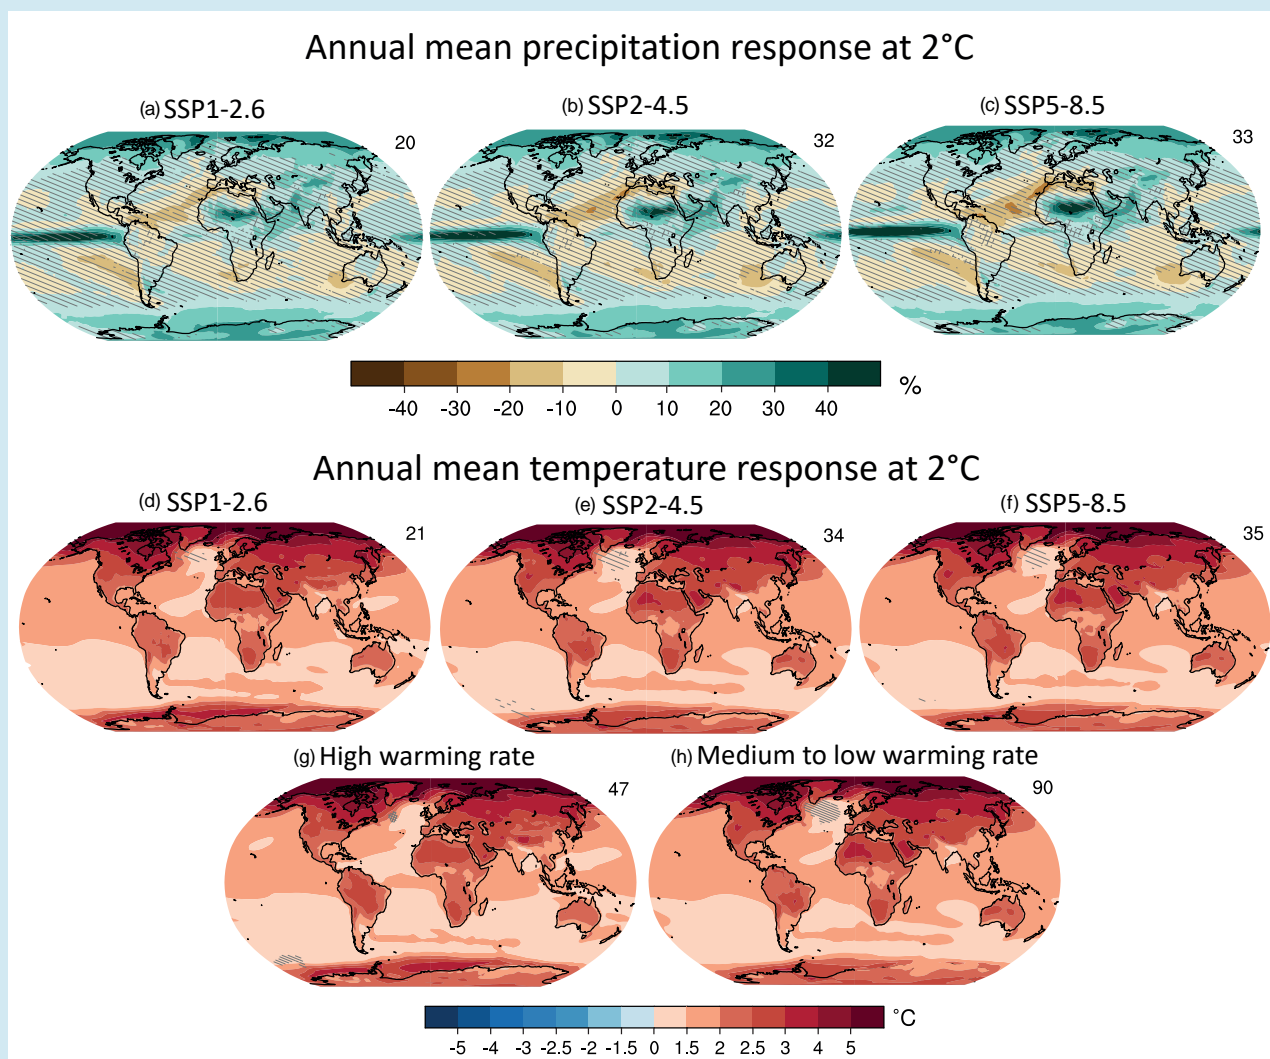 Annual mean precipitation response at 2°C
(a) SSP1-2.6
20
(b) SSP2-4.5
32
(c) SSP5-8.5
33
-40 -30 -20 -10 0 10 20 30 40 %
Annual mean temperature response at 2°C
(d) SSP1-2.6
21
(e) SSP2-4.5
34
(f) SSP5-8.5
35
(g) High warming rate
47
(h) Medium to low warming rate
90
-5 -4 -3 -2.5 -2 -1.5 0 1.5 2 2.5 3 4 5 °C